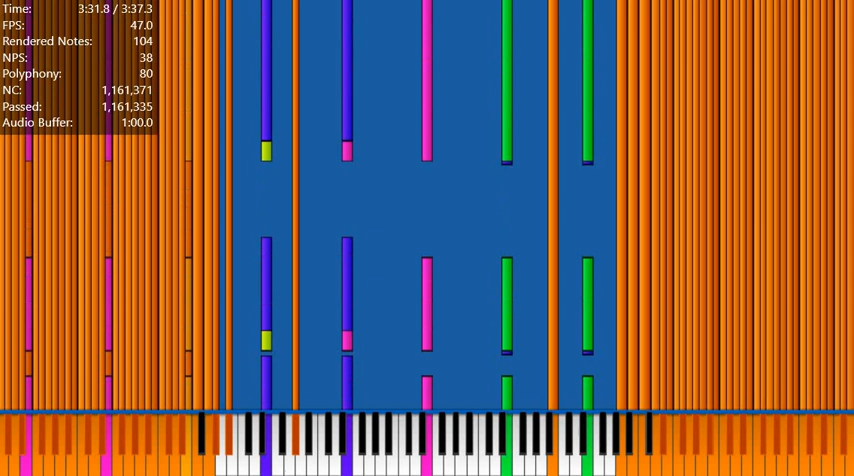 Time: 3:31.8 / 3:37.3
FPS: 47.0
Rendered Notes: 104
NPS: 38
Polyphony: 80
NC: 1,161,371
Passed: 1,161,335
Audio Buffer: 1:00.0